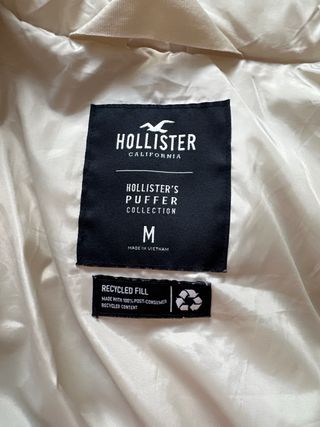 HOLLISTER
CALIFORNIA
HOLLISTER'S
PUFFER
COLLECTION
M
MADE IN VIETNAM
RECYCLED FILL
MADE WITH 100% POST-CONSUMER
RECYCLED CONTENT